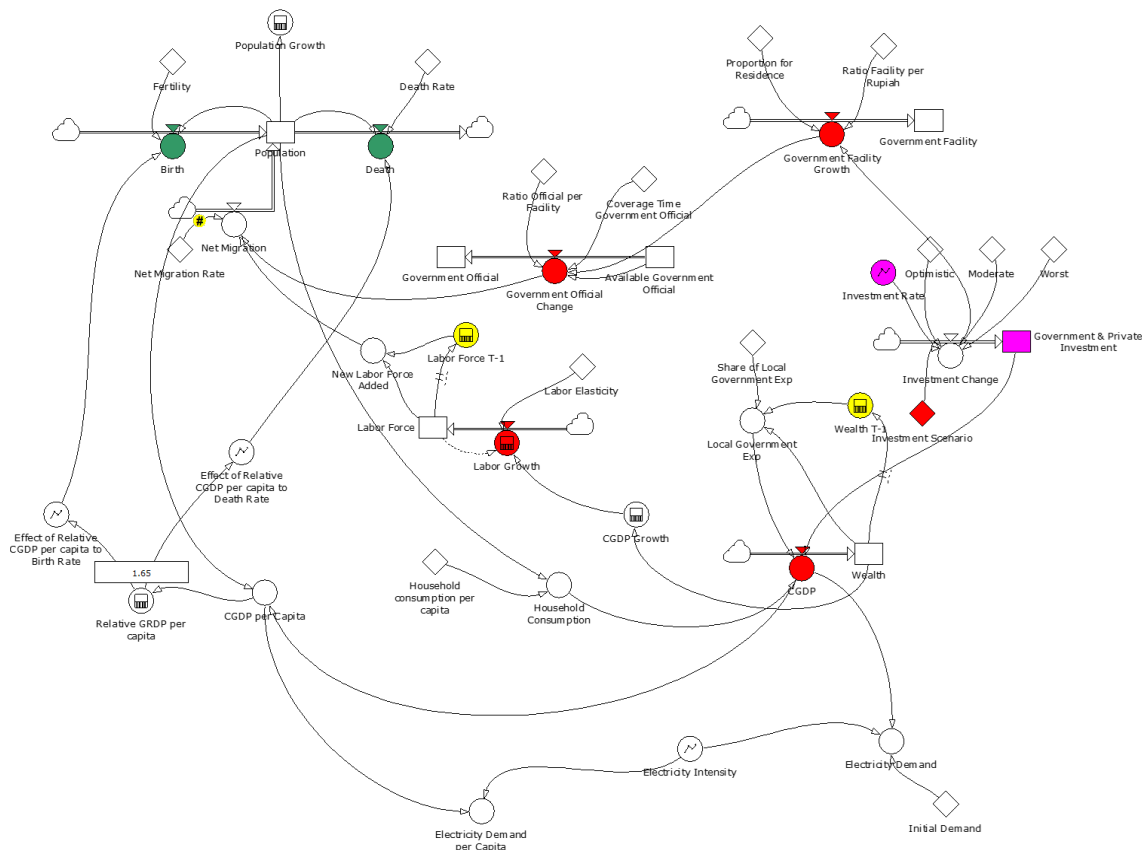 Population Growth
Fertility
Death Rate
Proportion for
Residence
Ratio Facility per
Rupiah
Population
Birth
Death
Government Facility
Government Facility
Growth
Ratio Official per
Facility
Coverage Time
Government Official
#
Net Migration
Net Migration Rate
Government Official
Available Government
Official
Government Official
Change
Optimistic
Moderate
Worst
Investment Rate
Government & Private
Investment
Investment Change
Labor Force T-1
New Labor Force
Added
Labor Elasticity
Share of Local
Government Exp
Labor Force
Labor Growth
Local Government
Exp
Wealth T-1
Investment Scenario
Effect of Relative
CGDP per capita to
Death Rate
Effect of Relative
CGDP per capita to
Birth Rate
CGDP Growth
Wealth
1.65
Relative GRDP per
capita
CGDP per Capita
Household
consumption per
capita
Household
Consumption
CGDP
Electricity Intensity
Electricity Demand
Electricity Demand
per Capita
Initial Demand